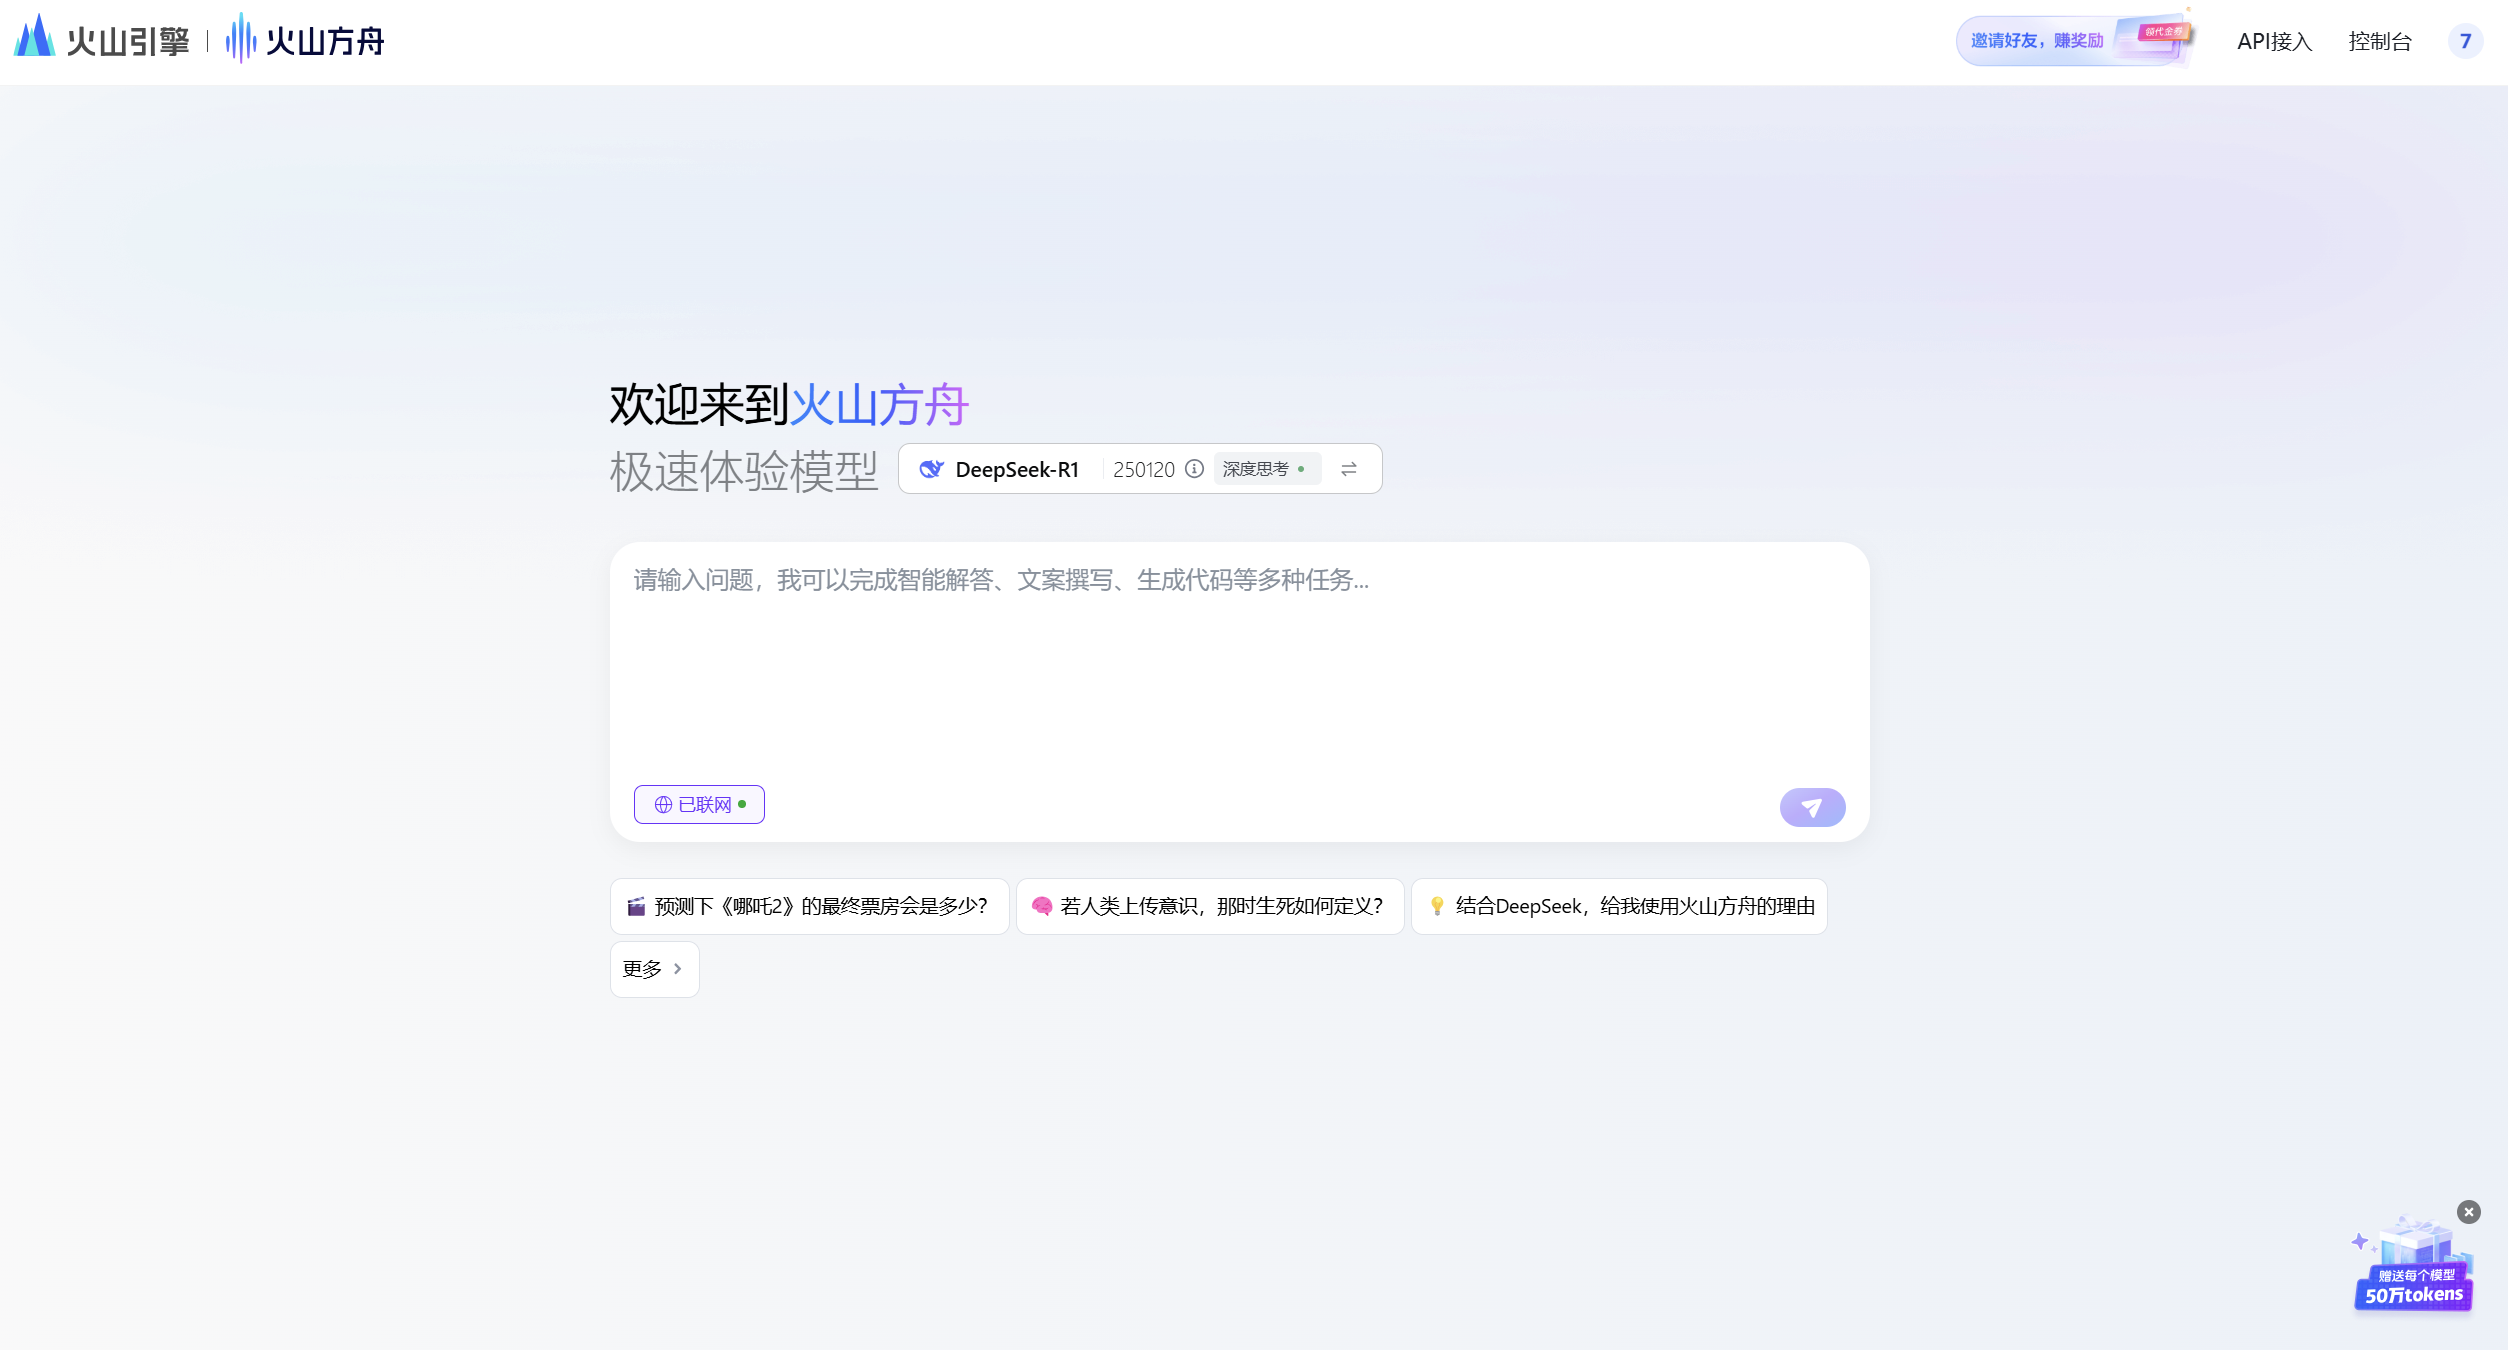 火山引擎 | 火山方舟
邀请好友，赚奖励
领代金券
API接入
控制台
7
欢迎来到火山方舟
极速体验模型
DeepSeek-R1
250120
深度思考
请输入问题，我可以完成智能解答、文案撰写、生成代码等多种任务...
已联网
预测下《哪吒2》的最终票房会是多少？
若人类上传意识，那时生死如何定义？
结合DeepSeek，给我使用火山方舟的理由
更多
赠送每个模型
50万tokens